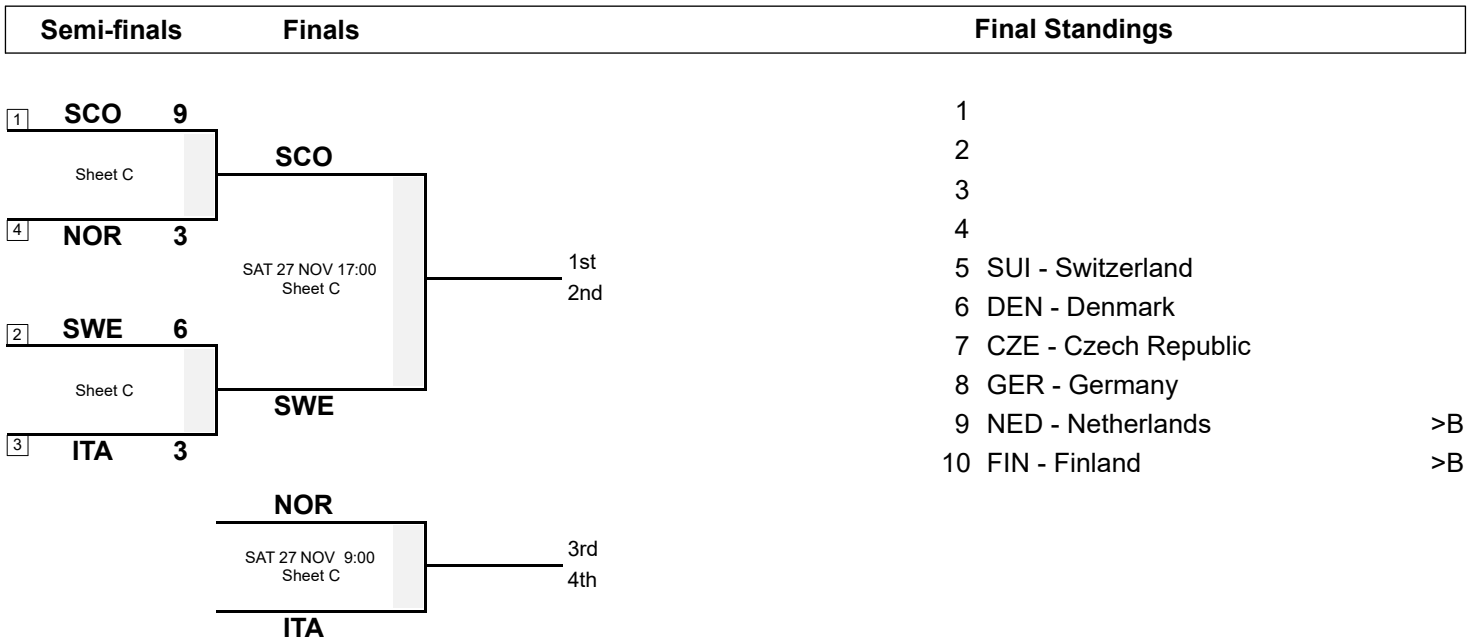 Semi-finals Finals Final Standings
1 SCO 9
Sheet C
4 NOR 3
SCO
SAT 27 NOV 17:00
Sheet C
SWE
1st
2nd
2 SWE 6
Sheet C
3 ITA 3
NOR
SAT 27 NOV 9:00
Sheet C
ITA
3rd
4th
1
2
3
4
5 SUI - Switzerland
6 DEN - Denmark
7 CZE - Czech Republic
8 GER - Germany
9 NED - Netherlands >B
10 FIN - Finland >B